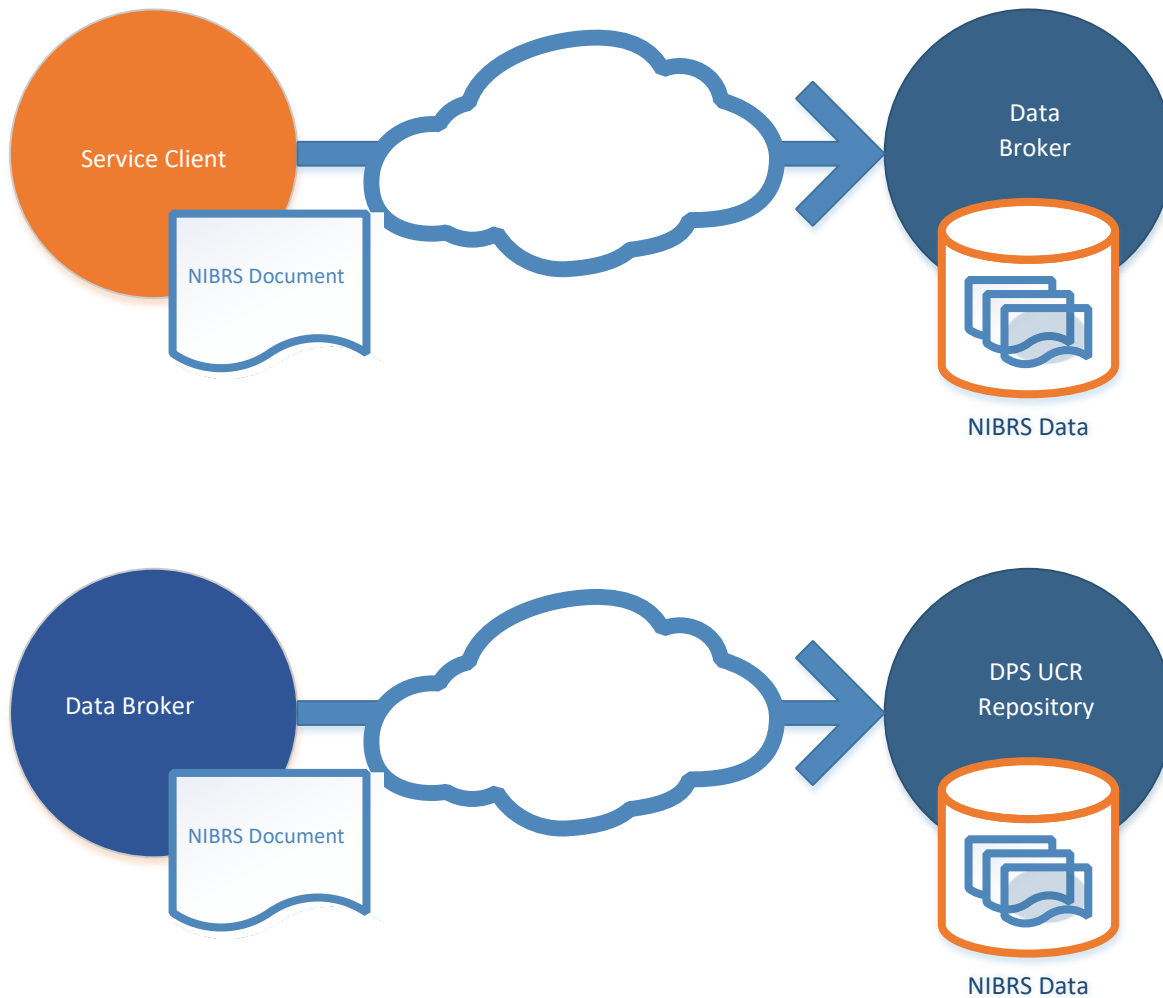 Service Client
NIBRS Document
Data
Broker
NIBRS Data
Data Broker
NIBRS Document
DPS UCR
Repository
NIBRS Data